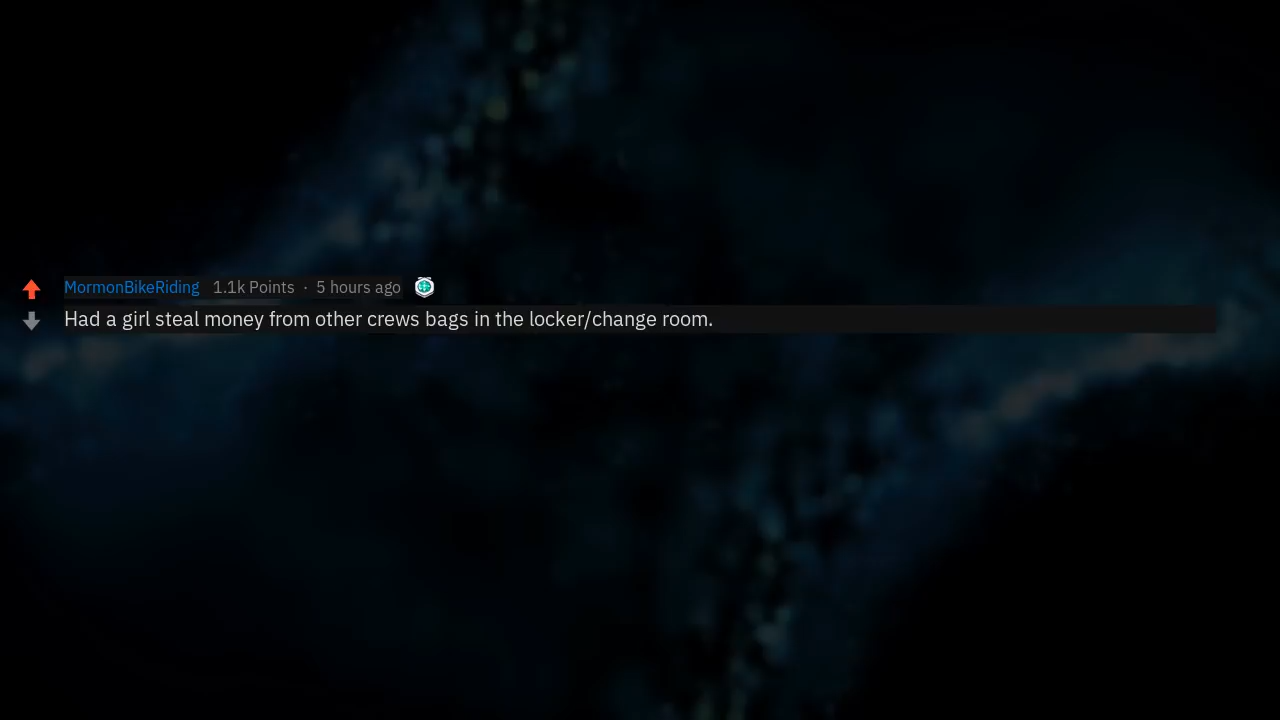 MormonBikeRiding 1.1k Points · 5 hours ago
Had a girl steal money from other crews bags in the locker/change room.